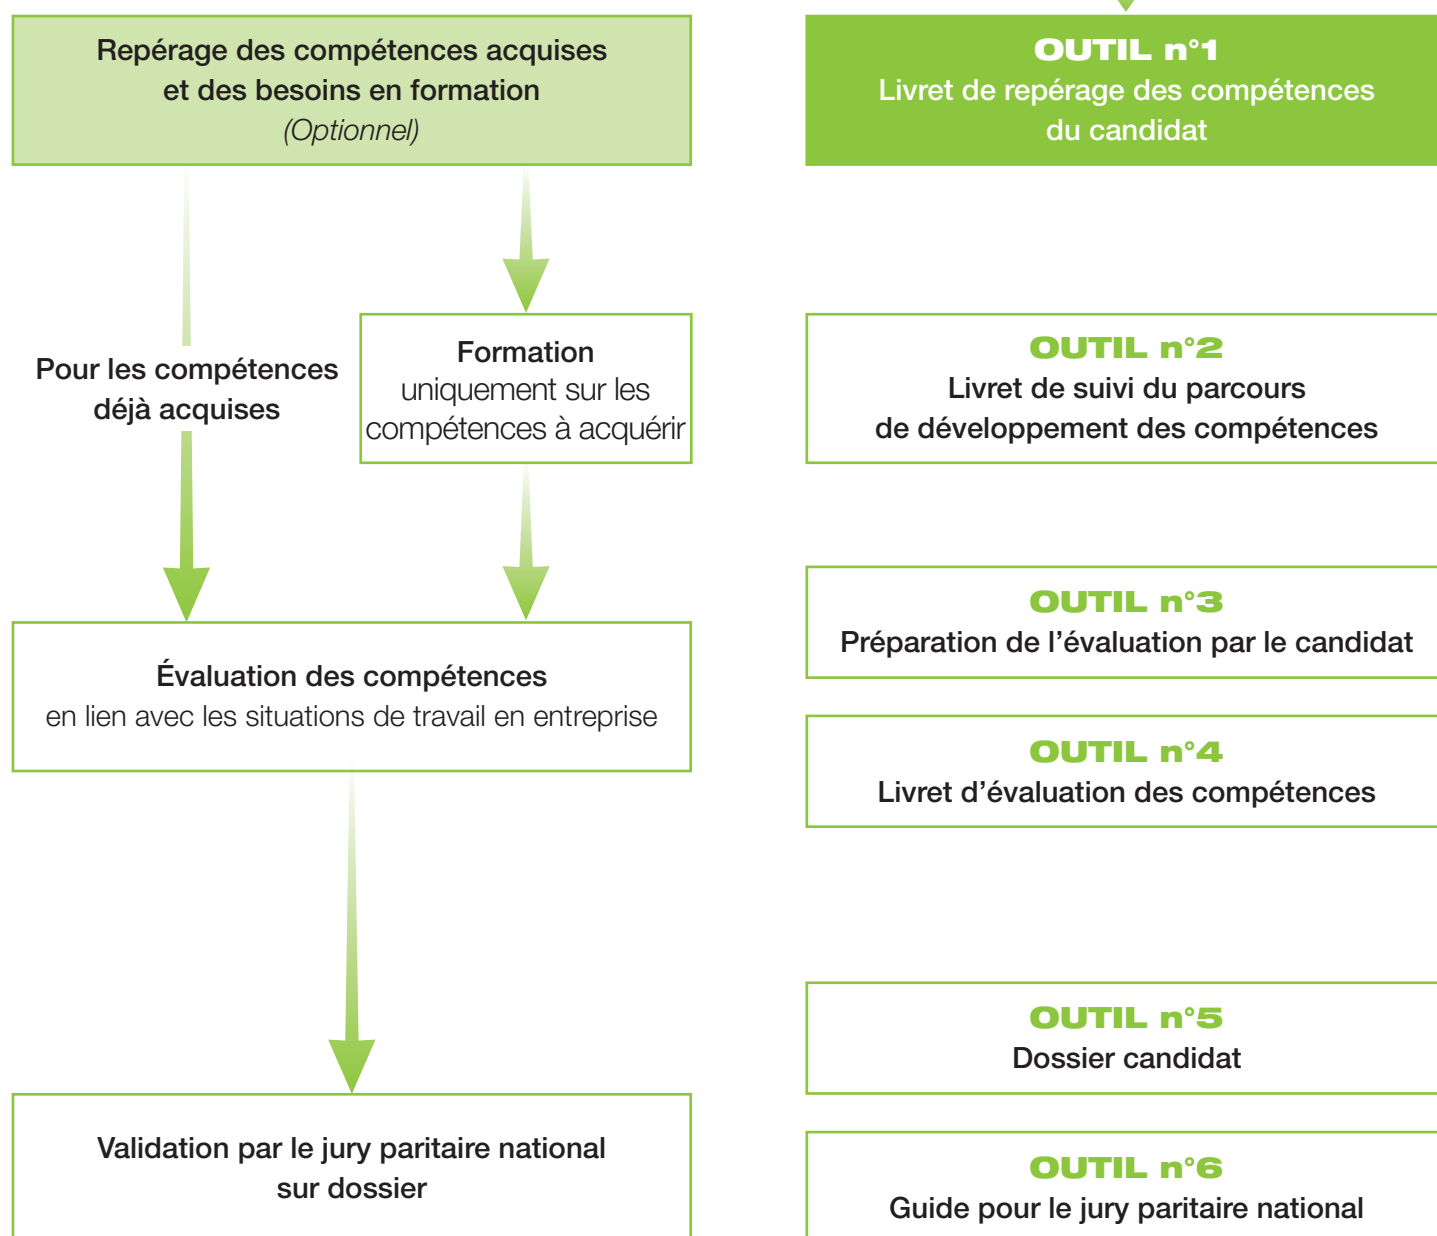 Repérage des compétences acquises
et des besoins en formation
(Optionnel)
OUTIL n°1
Livret de repérage des compétences
du candidat
Pour les compétences
déjà acquises
Formation
uniquement sur les
compétences à acquérir
OUTIL n°2
Livret de suivi du parcours
de développement des compétences
Évaluation des compétences
en lien avec les situations de travail en entreprise
OUTIL n°3
Préparation de l’évaluation par le candidat
OUTIL n°4
Livret d’évaluation des compétences
OUTIL n°5
Dossier candidat
Validation par le jury paritaire national
sur dossier
OUTIL n°6
Guide pour le jury paritaire national